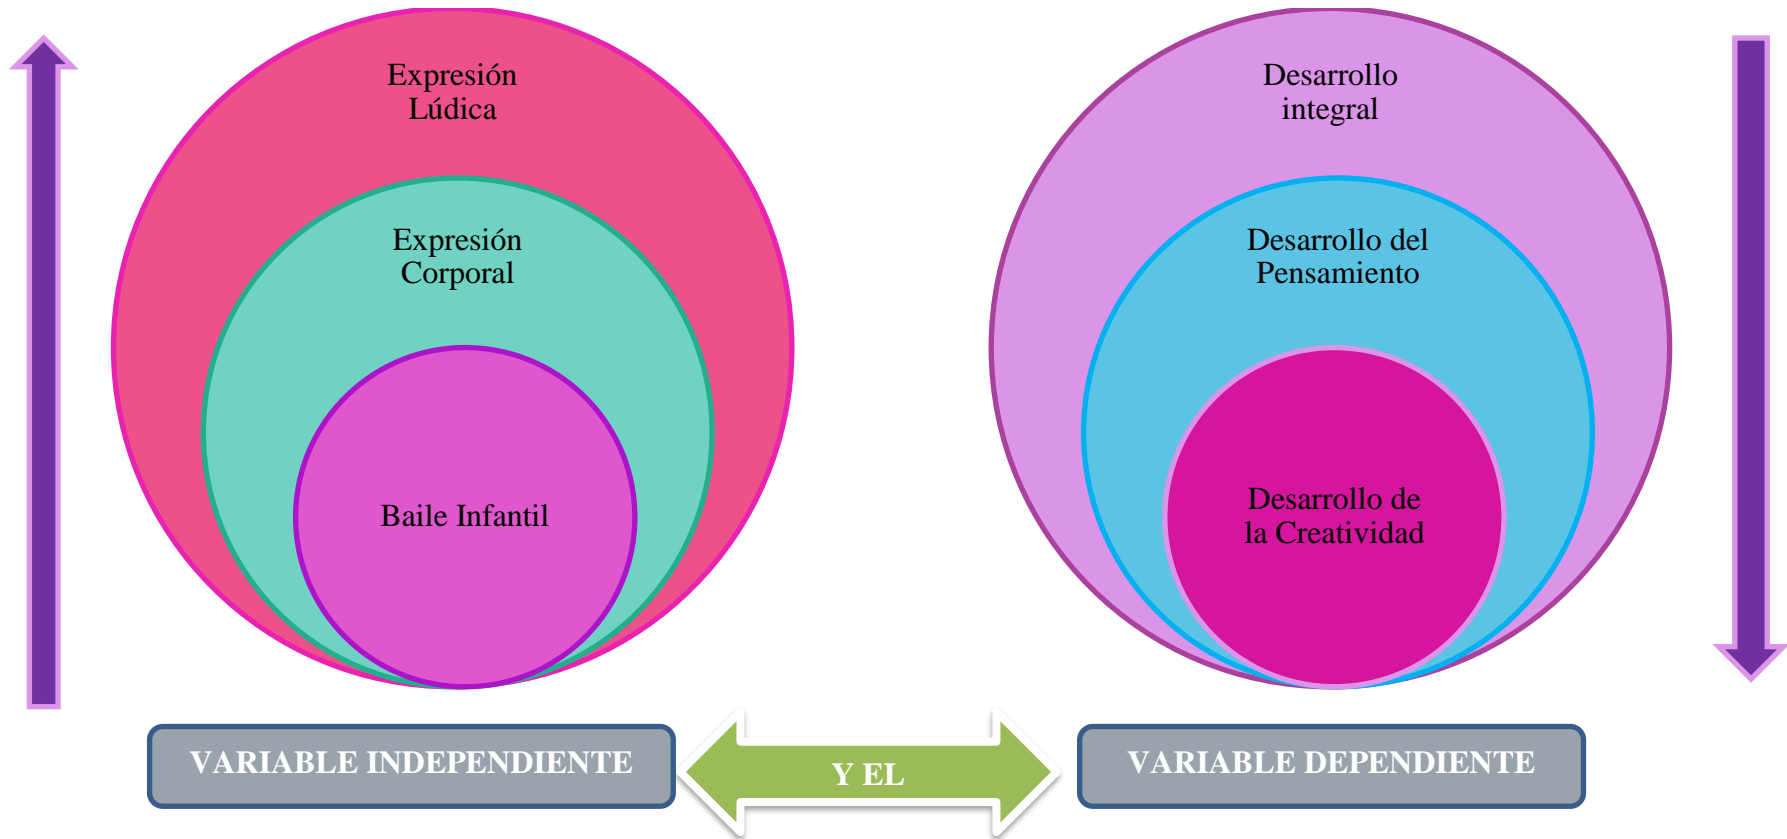 Expresión
Lúdica
Expresión
Corporal
Baile Infantil
Desarrollo
integral
Desarrollo del
Pensamiento
Desarrollo de
la Creatividad
VARIABLE INDEPENDIENTE
Y EL
VARIABLE DEPENDIENTE